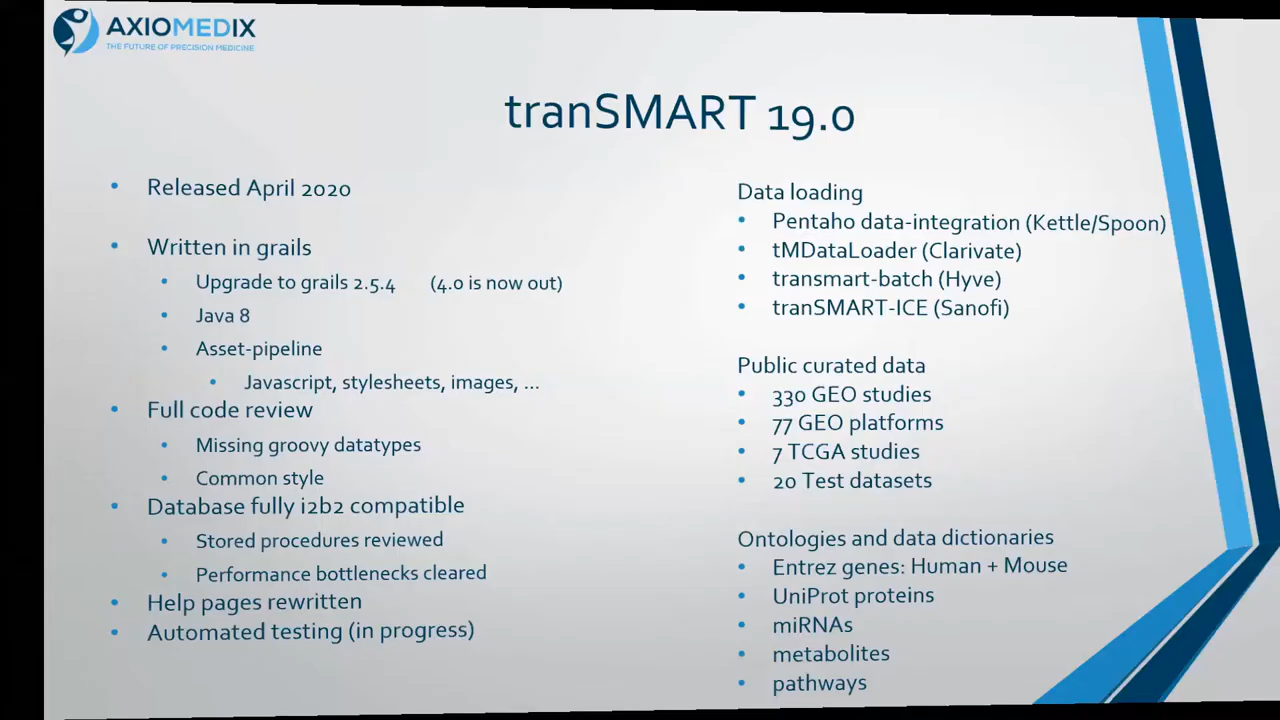 AXIOMEDIX
THE FUTURE OF PRECISION MEDICINE
tranSMART 19.0
• Released April 2020
• Written in grails
• Upgrade to grails 2.5.4 (4.0 is now out)
• Java 8
• Asset-pipeline
• Javascript, stylesheets, images, ...
• Full code review
• Missing groovy datatypes
• Common style
• Database fully i2b2 compatible
• Stored procedures reviewed
• Performance bottlenecks cleared
• Help pages rewritten
• Automated testing (in progress)
Data loading
• Pentaho data-integration (Kettle/Spoon)
• tMDataLoader (Clarivate)
• transmart-batch (Hyve)
• tranSMART-ICE (Sanofi)
Public curated data
• 330 GEO studies
• 77 GEO platforms
• 7 TCGA studies
• 20 Test datasets
Ontologies and data dictionaries
• Entrez genes: Human + Mouse
• UniProt proteins
• miRNAs
• metabolites
• pathways